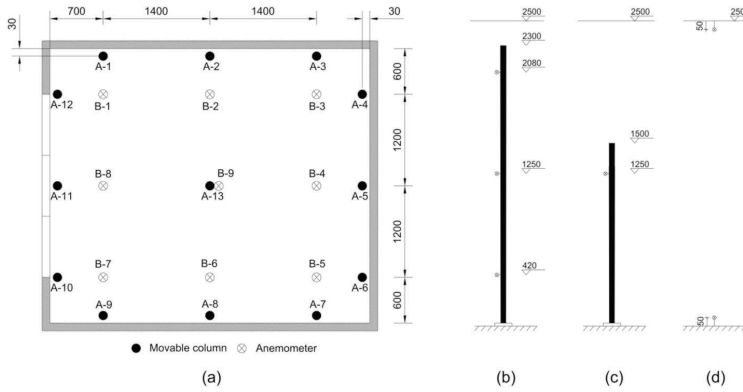 700 1400 1400 30
30
A-1 A-2 A-3
600
A-12 B-1 B-2 B-3 A-4
1200
B-8 B-9 B-4
A-11 A-13 A-5
1200
B-7 B-6 B-5
A-10 A-9 A-8 A-7 A-6
600
Movable column Anemometer
(a)
2500
2300
2080
1250
420
(b)
2500
1500
1250
(c)
50
50
(d)